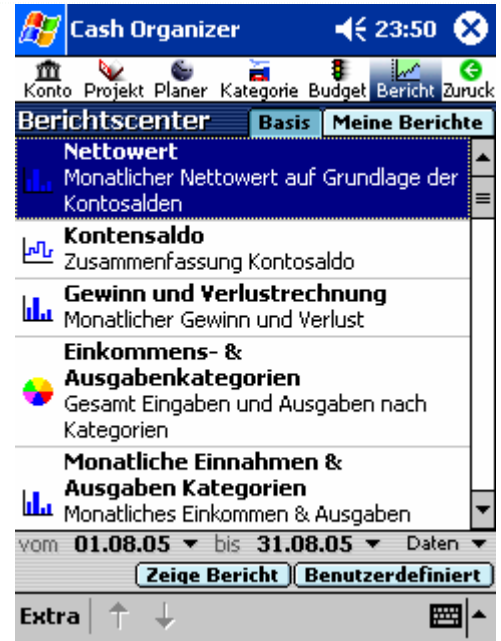 Cash Organizer 23:50
Konto Projekt Planer Kategorie Budget Bericht Zuruck
Berichtscenter Basis Meine Berichte
Nettowert
Monatlicher Nettowert auf Grundlage der
Kontosalden
Kontensaldo
Zusammenfassung Kontosaldo
Gewinn und Verlustrechnung
Monatlicher Gewinn und Verlust
Einkommens- &
Ausgabenkategorien
Gesamt Eingaben und Ausgaben nach
Kategorien
Monatliche Einnahmen &
Ausgaben Kategorien
Monatliches Einkommen & Ausgaben
vom 01.08.05 bis 31.08.05 Daten
Zeige Bericht Benutzerdefiniert
Extra